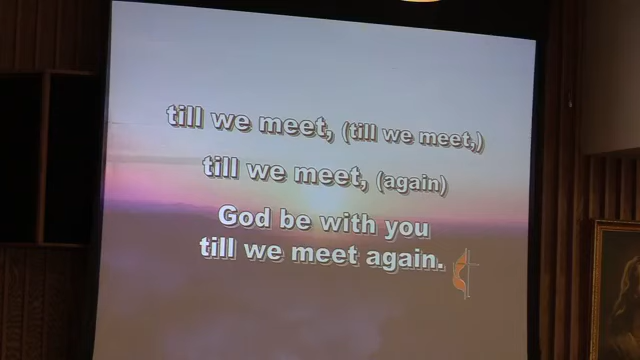 till we meet, (till we meet,)
till we meet, (again)
God be with you
till we meet again.